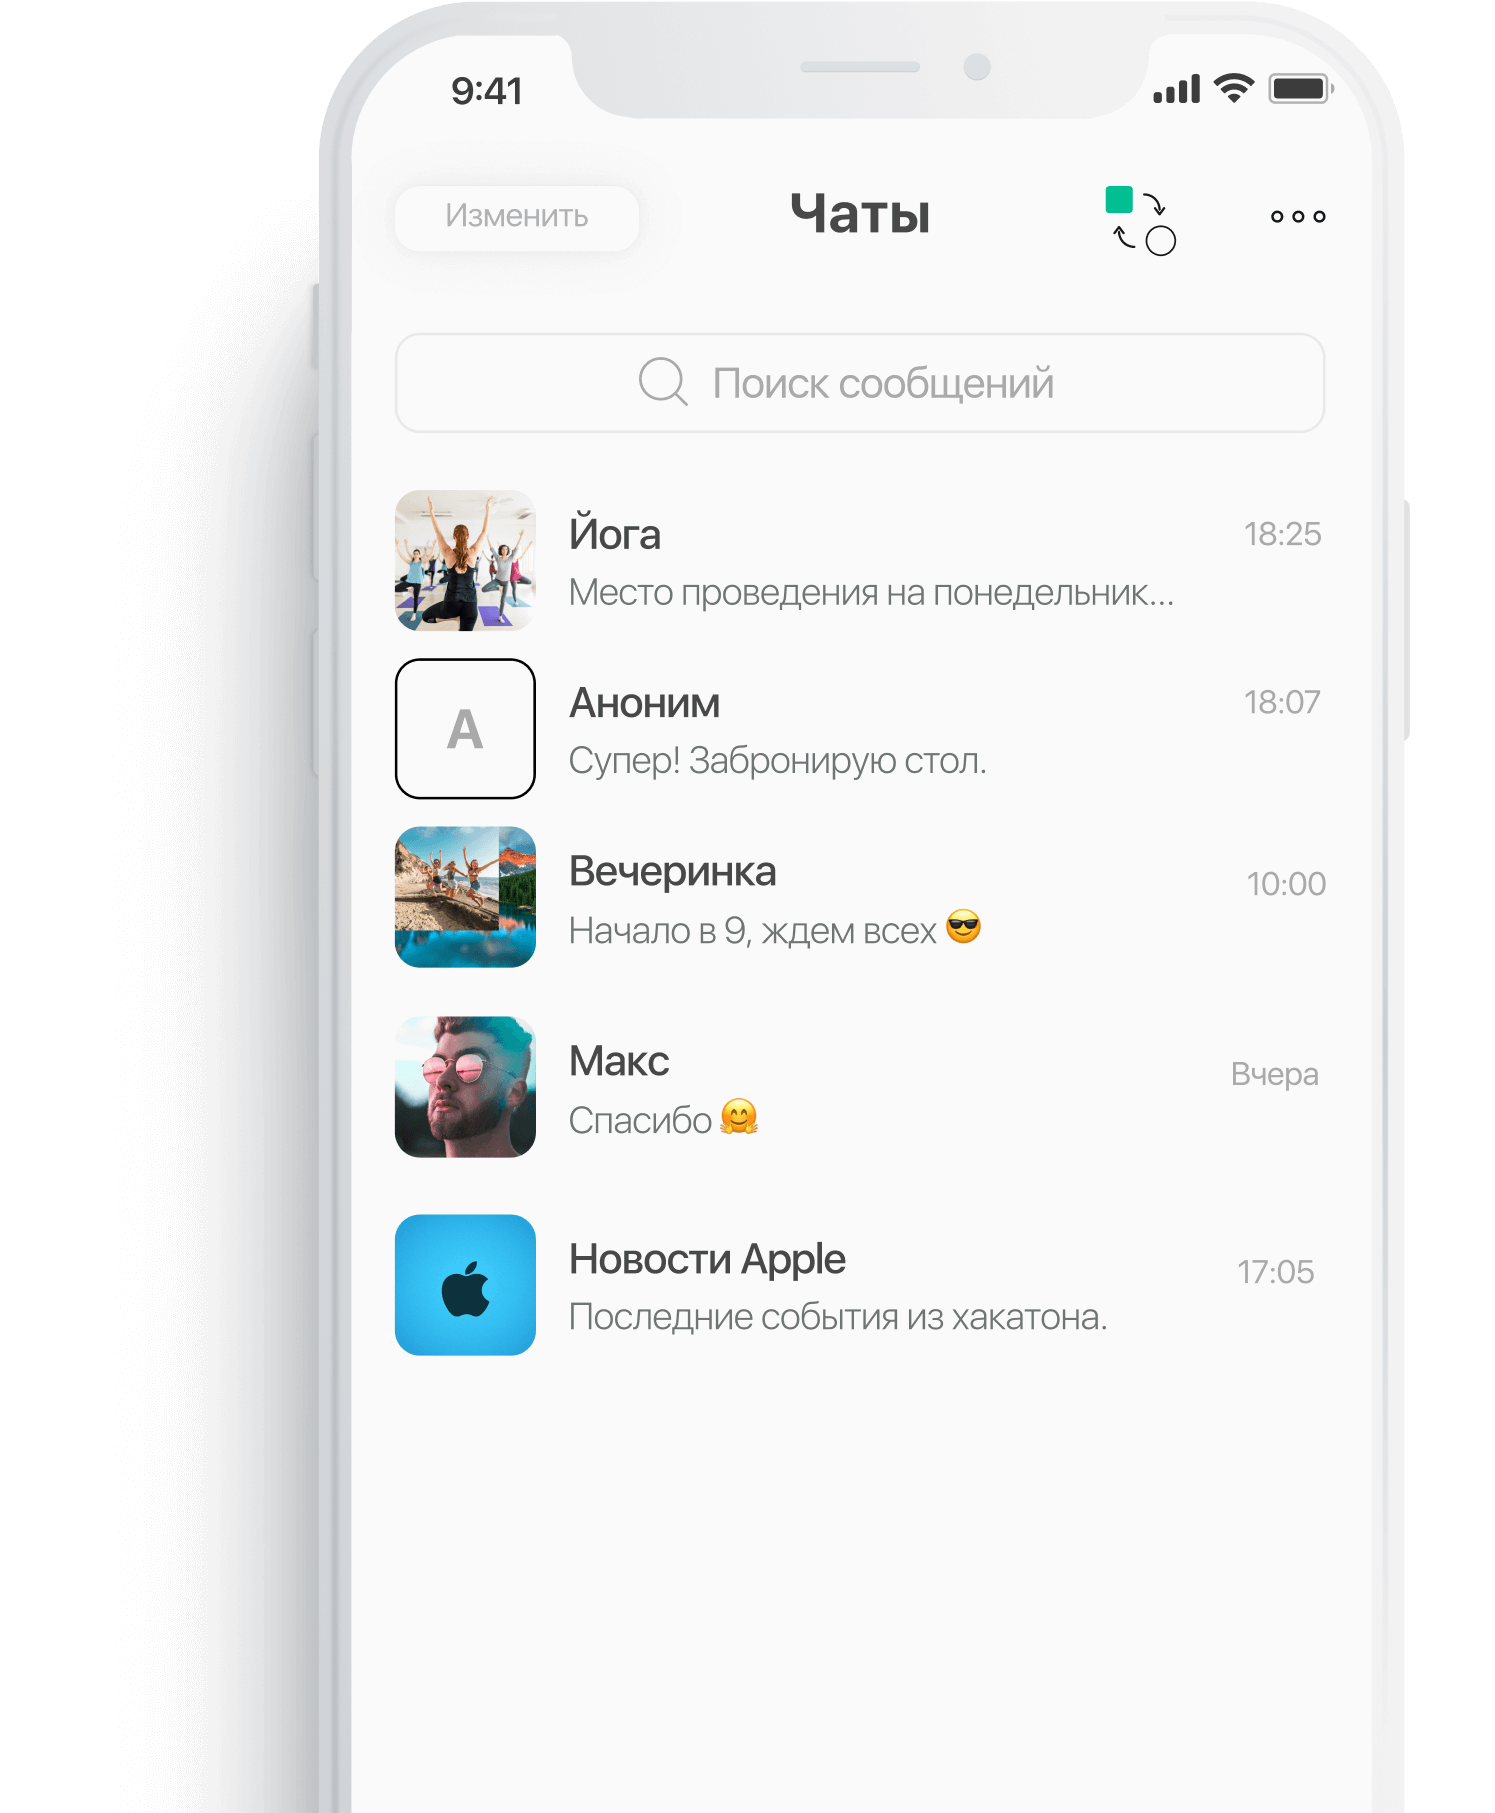 9:41
Изменить
Чаты
Поиск сообщений
Йога
18:25
Место проведения на понедельник...
А
Аноним
18:07
Супер! Забронирую стол.
Вечеринка
10:00
Начало в 9, ждем всех 😎
Макс
Вчера
Спасибо 🤗
Новости Apple
17:05
Последние события из хакатона.